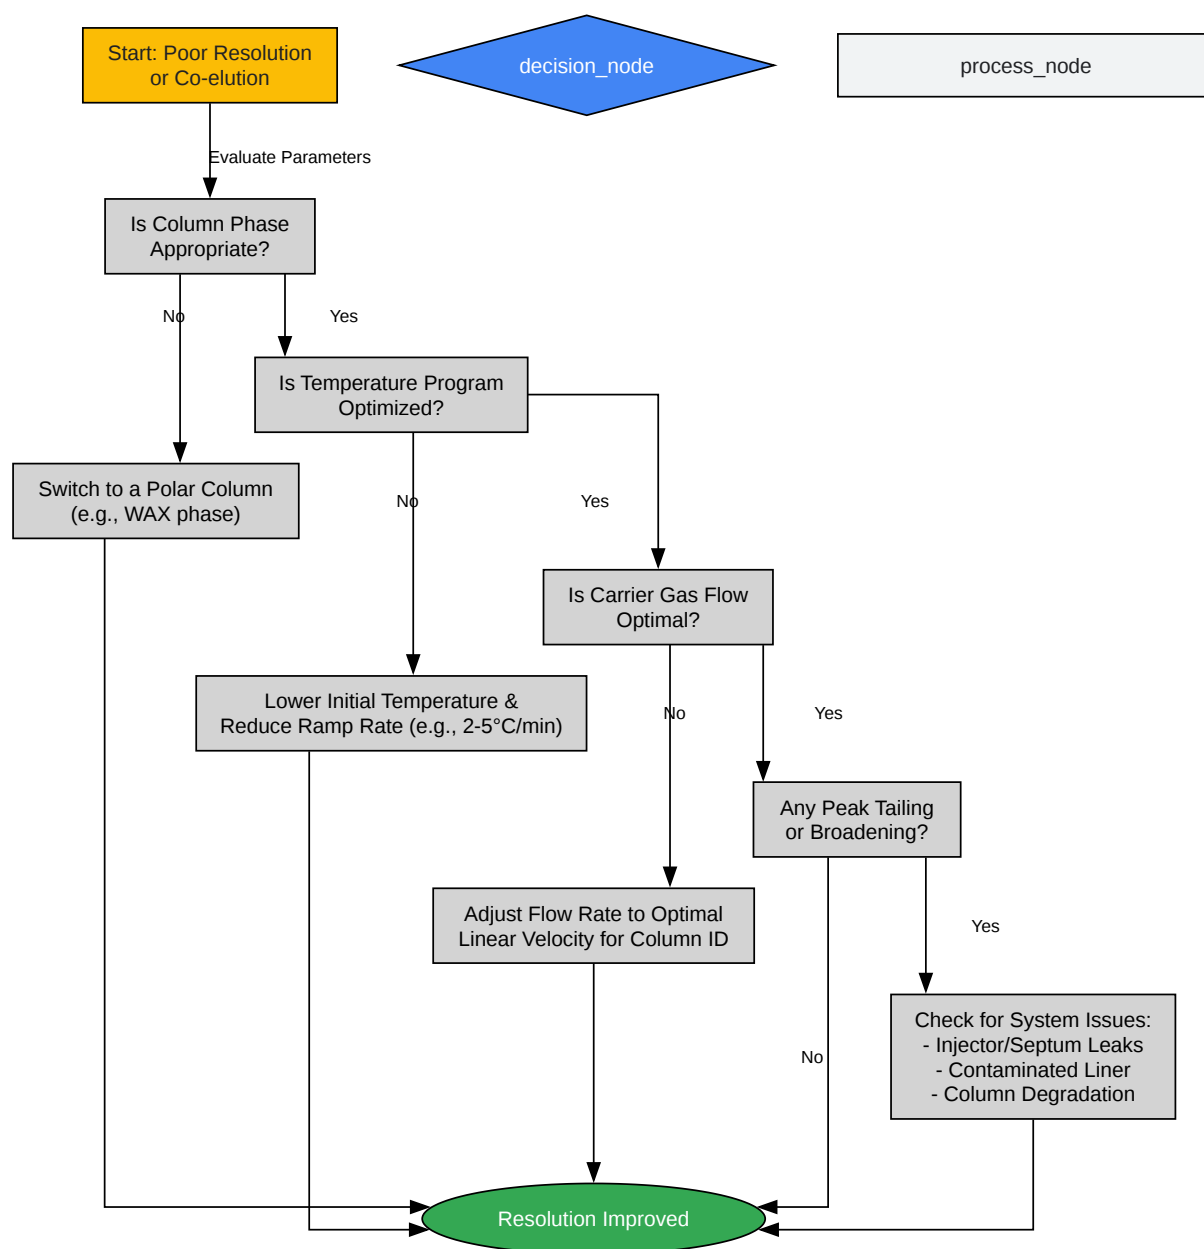 Start: Poor Resolution
or Co-elution
decision_node
process_node
Evaluate Parameters
Is Column Phase
Appropriate?
No
Yes
Is Temperature Program
Optimized?
Switch to a Polar Column
(e.g., WAX phase)
No
Yes
Is Carrier Gas Flow
Optimal?
Lower Initial Temperature &
Reduce Ramp Rate (e.g., 2-5°C/min)
No
Yes
Any Peak Tailing
or Broadening?
Adjust Flow Rate to Optimal
Linear Velocity for Column ID
Yes
Check for System Issues:
- Injector/Septum Leaks
- Contaminated Liner
- Column Degradation
No
Resolution Improved